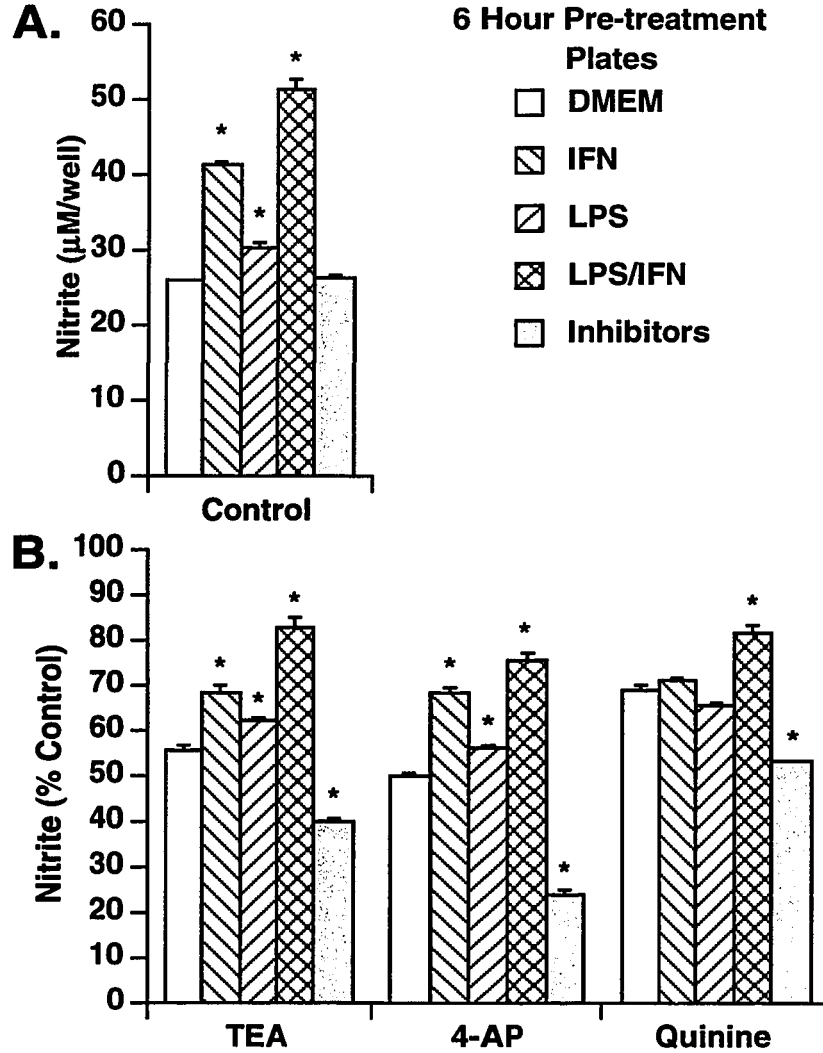 A.
6 Hour Pre-treatment
Plates
DMEM
IFN
LPS
LPS/IFN
Inhibitors
Nitrite (µM/well)
60
50
40
30
20
10
0
* * * 
Control
B.
Nitrite (% Control)
100
90
80
70
60
50
40
30
20
10
0
* * * *
* * * *
* *
TEA 4-AP Quinine